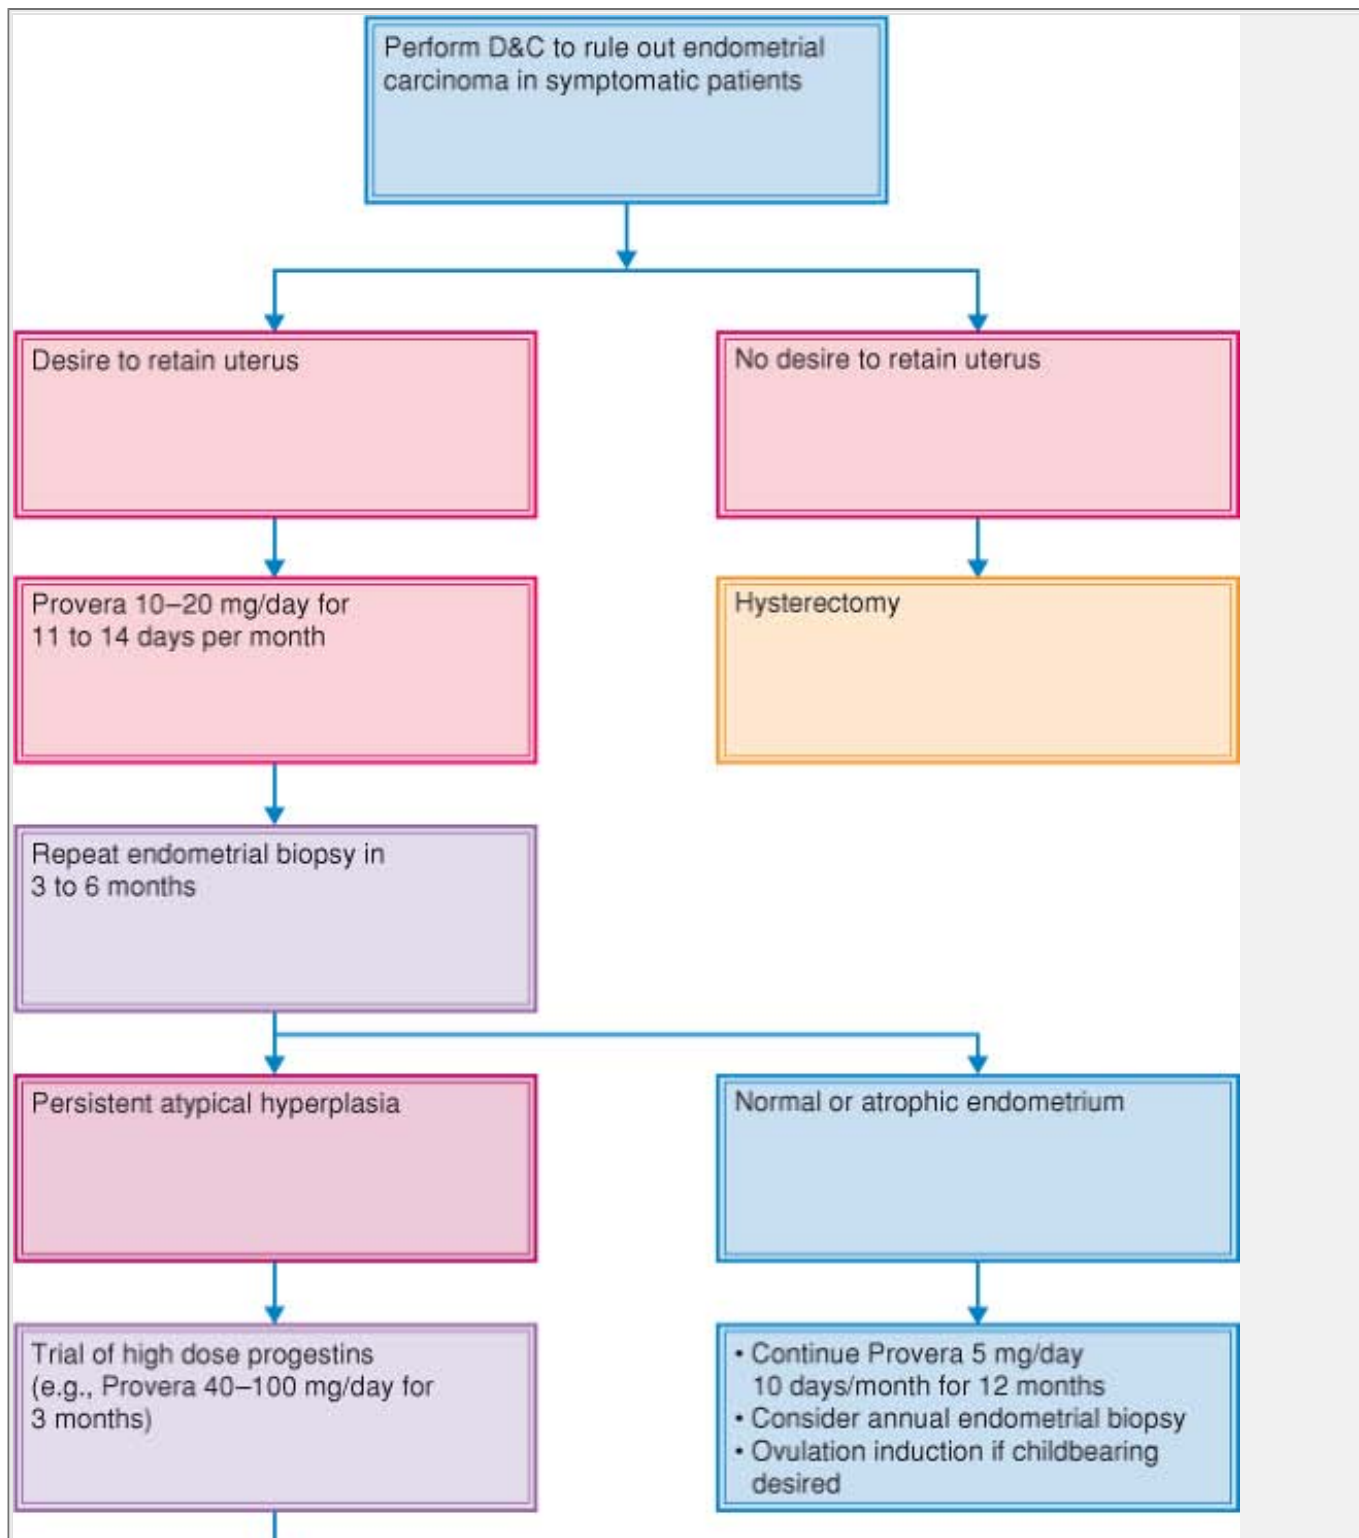 Perform D&C to rule out endometrial
carcinoma in symptomatic patients
Desire to retain uterus
No desire to retain uterus
Provera 10–20 mg/day for
11 to 14 days per month
Hysterectomy
Repeat endometrial biopsy in
3 to 6 months
Persistent atypical hyperplasia
Normal or atrophic endometrium
Trial of high dose progestins
(e.g., Provera 40–100 mg/day for
3 months)
• Continue Provera 5 mg/day
10 days/month for 12 months
• Consider annual endometrial biopsy
• Ovulation induction if childbearing
desired